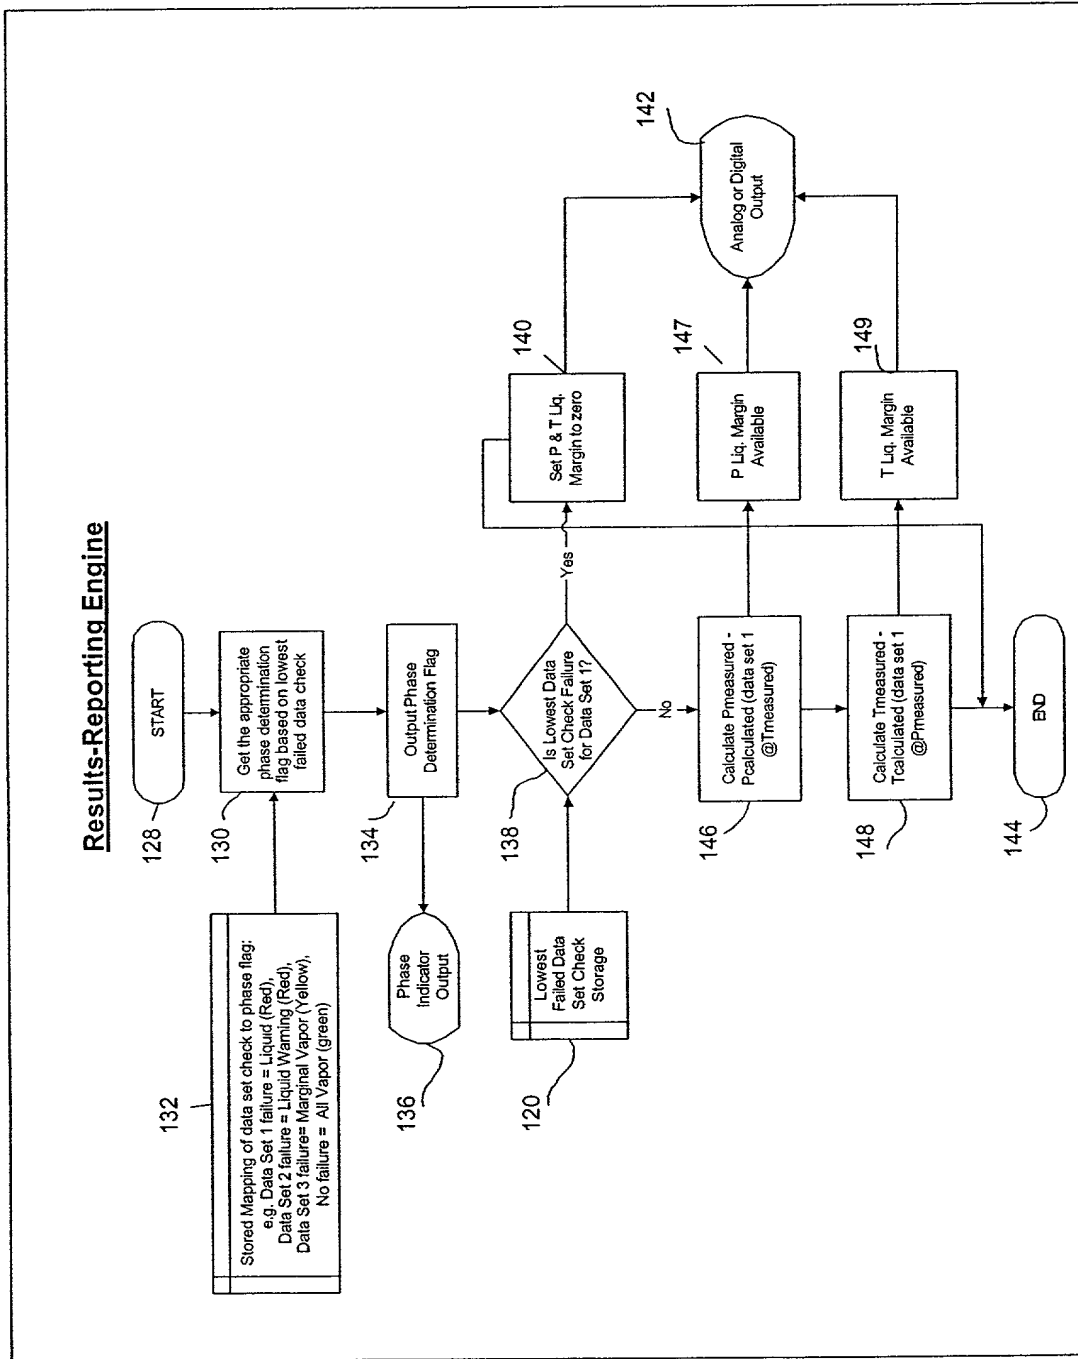 Results-Reporting Engine
START
128
Get the appropriate
phase determination
flag based on lowest
failed data check
130
Stored Mapping of data set check to phase flag:
e.g. Data Set 1 failure = Liquid (Red),
Data Set 2 failure = Liquid Warning (Red),
Data Set 3 failure= Marginal Vapor (Yellow),
No failure = All Vapor (green)
132
Output Phase
Determination Flag
134
Phase
Indicator
Output
136
Is Lowest Data
Set Check Failure
for Data Set 1?
138
Lowest
Failed Data
Set Check
Storage
120
Yes
Set P & T Liq.
Margin to zero
140
No
Calculate Pmeasured -
Pcalculated (data set 1
@Tmeasured)
146
P Liq. Margin
Available
147
Analog or Digital
Output
142
Calculate Tmeasured -
Tcalculated (data set 1
@Pmeasured)
148
T Liq. Margin
Available
149
END
144